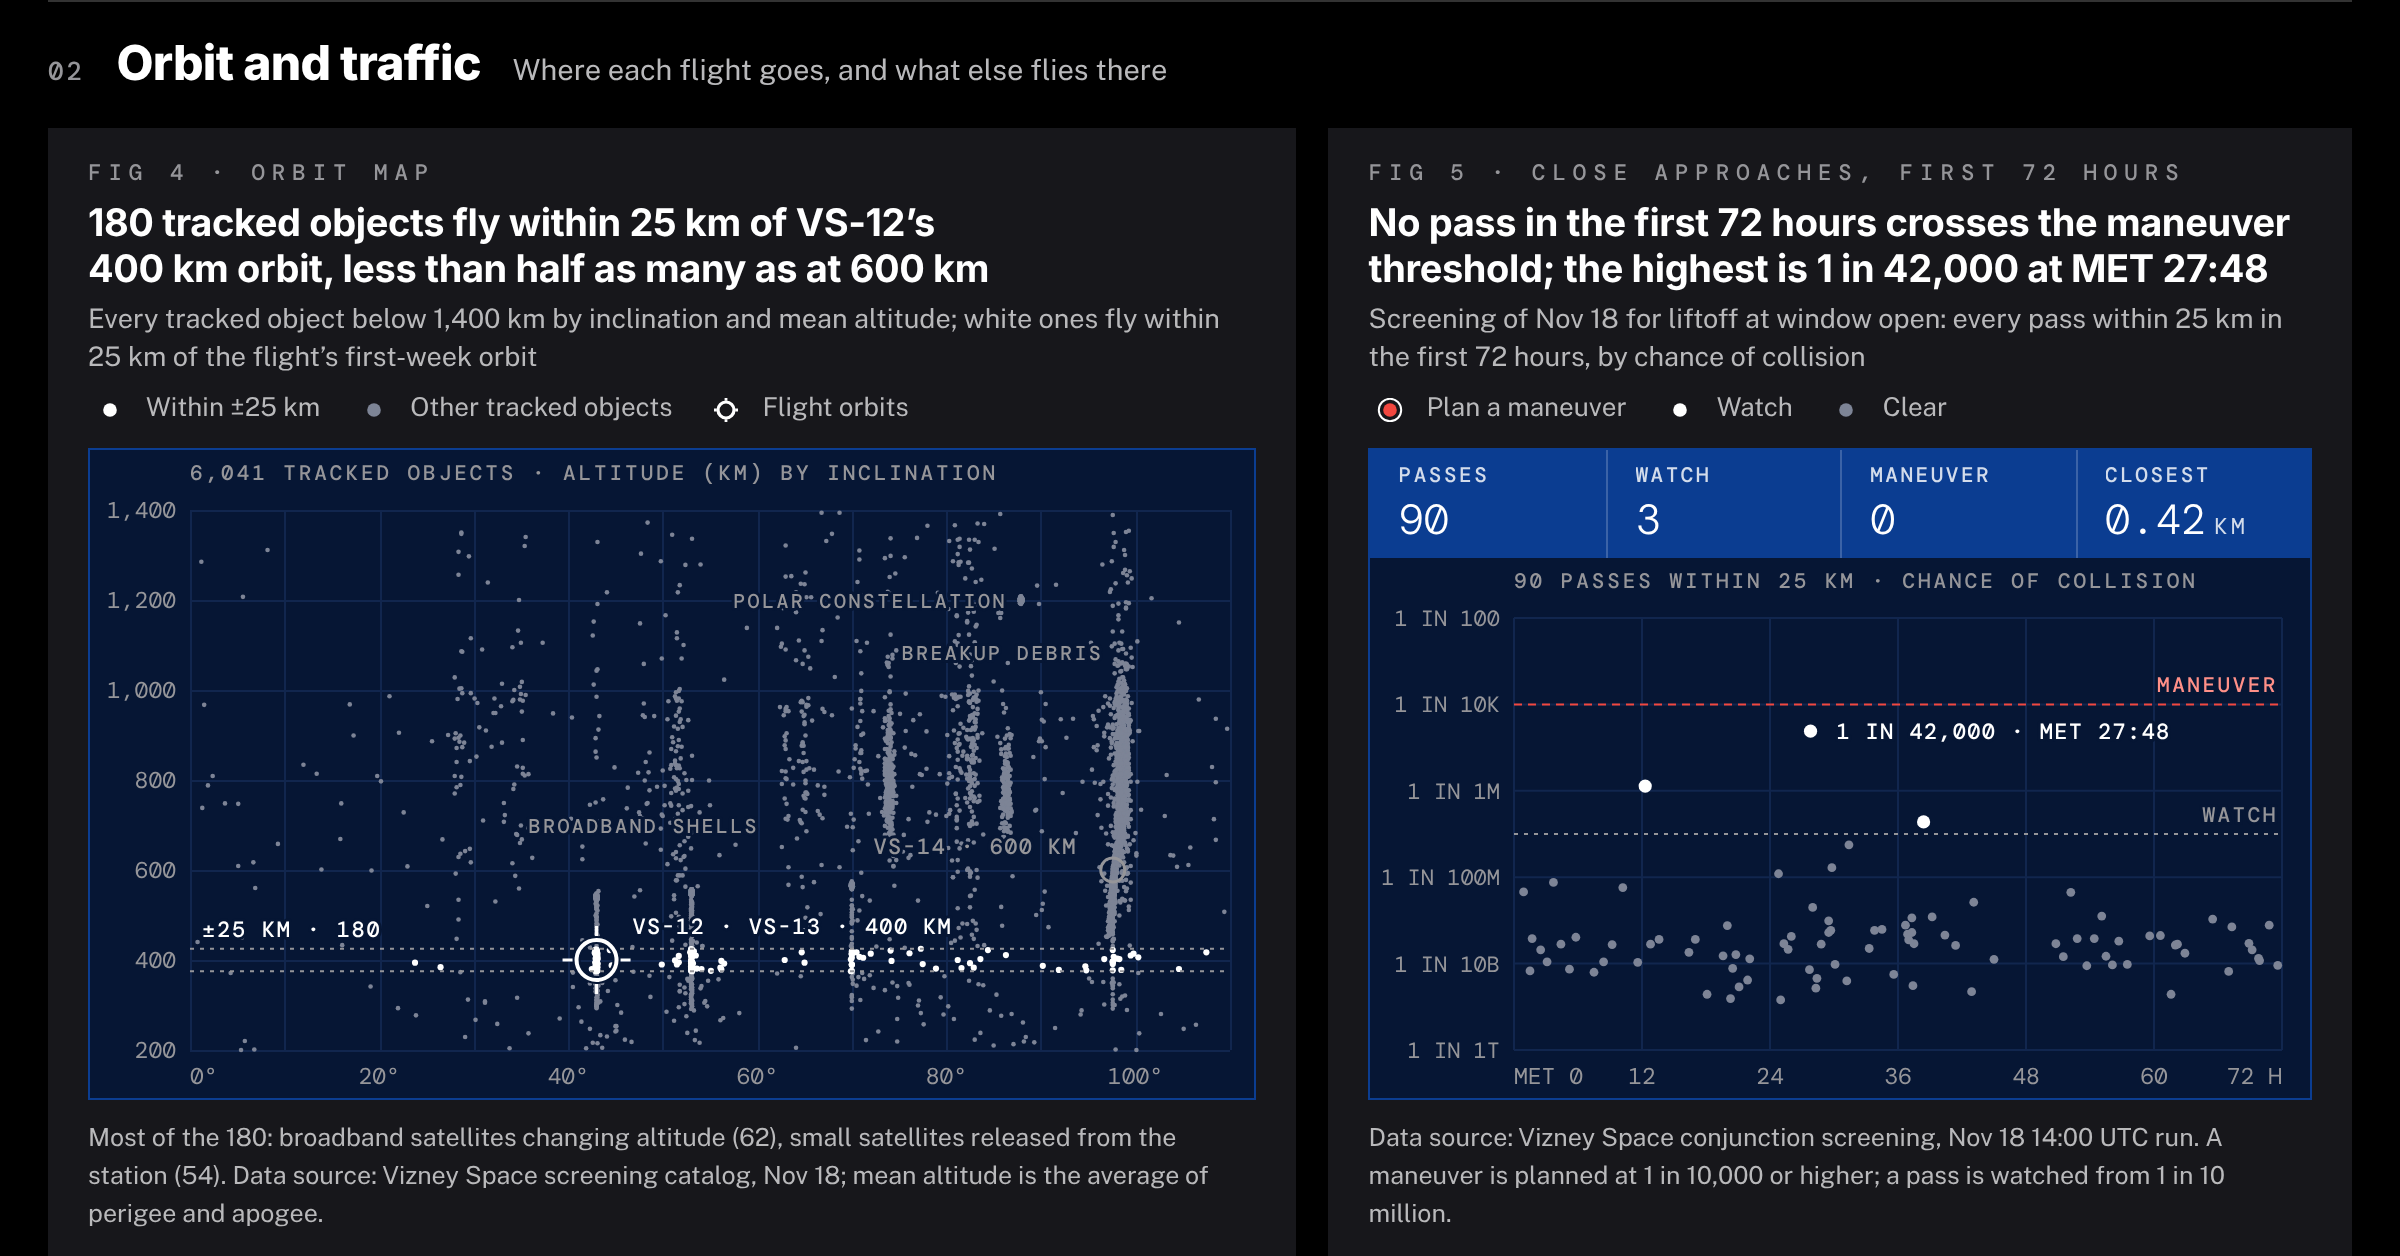 02 Orbit and traffic Where each flight goes, and what else flies there
FIG 4 · ORBIT MAP
180 tracked objects fly within 25 km of VS-12’s
400 km orbit, less than half as many as at 600 km
Every tracked object below 1,400 km by inclination and mean altitude; white ones fly within
25 km of the flight’s first-week orbit
Within ±25 km Other tracked objects Flight orbits
6,041 TRACKED OBJECTS · ALTITUDE (KM) BY INCLINATION
1,400
1,200
1,000
800
600
400
200
POLAR CONSTELLATION
BREAKUP DEBRIS
BROADBAND SHELLS
VS-14 · 600 KM
±25 KM · 180
VS-12 · VS-13 · 400 KM
0° 20° 40° 60° 80° 100°
Most of the 180: broadband satellites changing altitude (62), small satellites released from the
station (54). Data source: Vizney Space screening catalog, Nov 18; mean altitude is the average of
perigee and apogee.
FIG 5 · CLOSE APPROACHES, FIRST 72 HOURS
No pass in the first 72 hours crosses the maneuver
threshold; the highest is 1 in 42,000 at MET 27:48
Screening of Nov 18 for liftoff at window open: every pass within 25 km in
the first 72 hours, by chance of collision
Plan a maneuver Watch Clear
PASSES WATCH MANEUVER CLOSEST
90 3 0 0.42 KM
90 PASSES WITHIN 25 KM · CHANCE OF COLLISION
1 IN 100
1 IN 10K
1 IN 1M
1 IN 100M
1 IN 10B
1 IN 1T
MANEUVER
1 IN 42,000 · MET 27:48
WATCH
MET 0 12 24 36 48 60 72 H
Data source: Vizney Space conjunction screening, Nov 18 14:00 UTC run. A
maneuver is planned at 1 in 10,000 or higher; a pass is watched from 1 in 10
million.